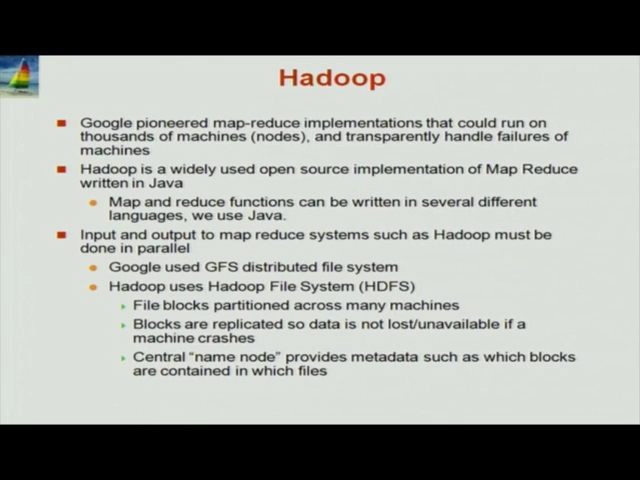 Hadoop
Google pioneered map-reduce implementations that could run on
thousands of machines (nodes), and transparently handle failures of
machines
Hadoop is a widely used open source implementation of Map Reduce
written in Java
Map and reduce functions can be written in several different
languages, we use Java.
Input and output to map reduce systems such as Hadoop must be
done in parallel
Google used GFS distributed file system
Hadoop uses Hadoop File System (HDFS)
File blocks partitioned across many machines
Blocks are replicated so data is not lost/unavailable if a
machine crashes
Central “name node” provides metadata such as which blocks
are contained in which files